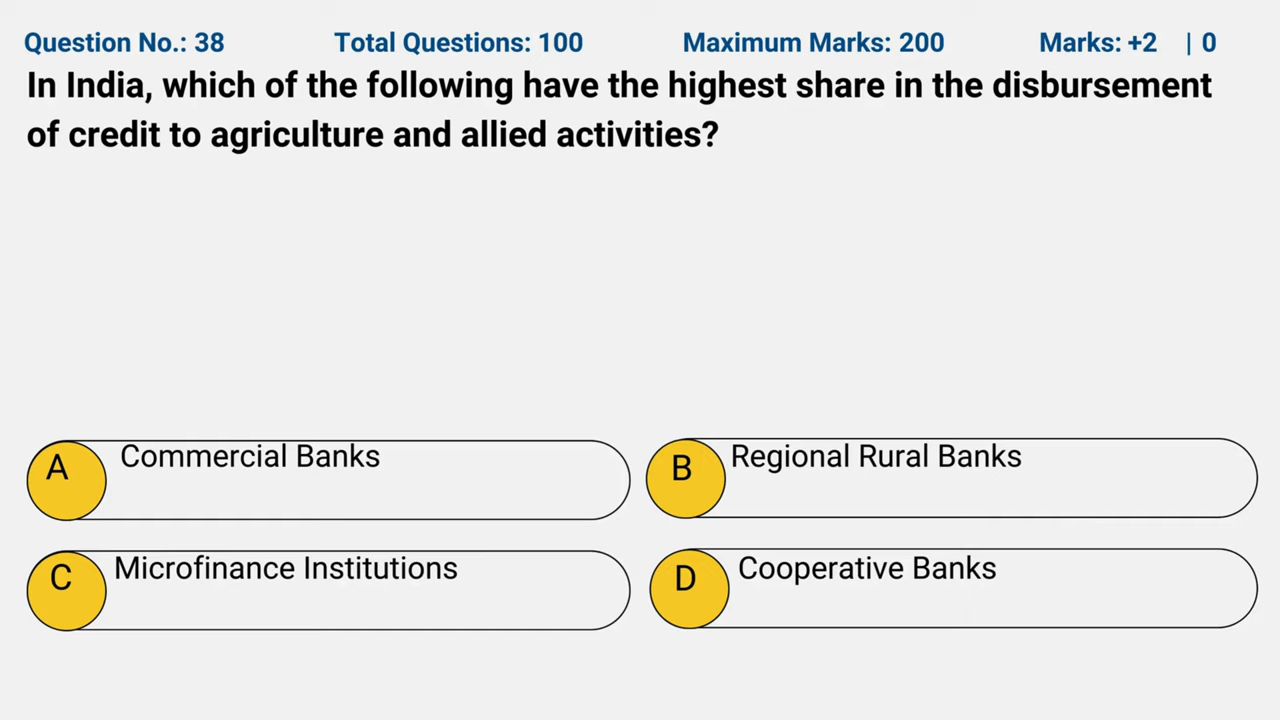 Question No.: 38 Total Questions: 100 Maximum Marks: 200 Marks: +2 | 0
In India, which of the following have the highest share in the disbursement
of credit to agriculture and allied activities?
A Commercial Banks
B Regional Rural Banks
C Microfinance Institutions
D Cooperative Banks